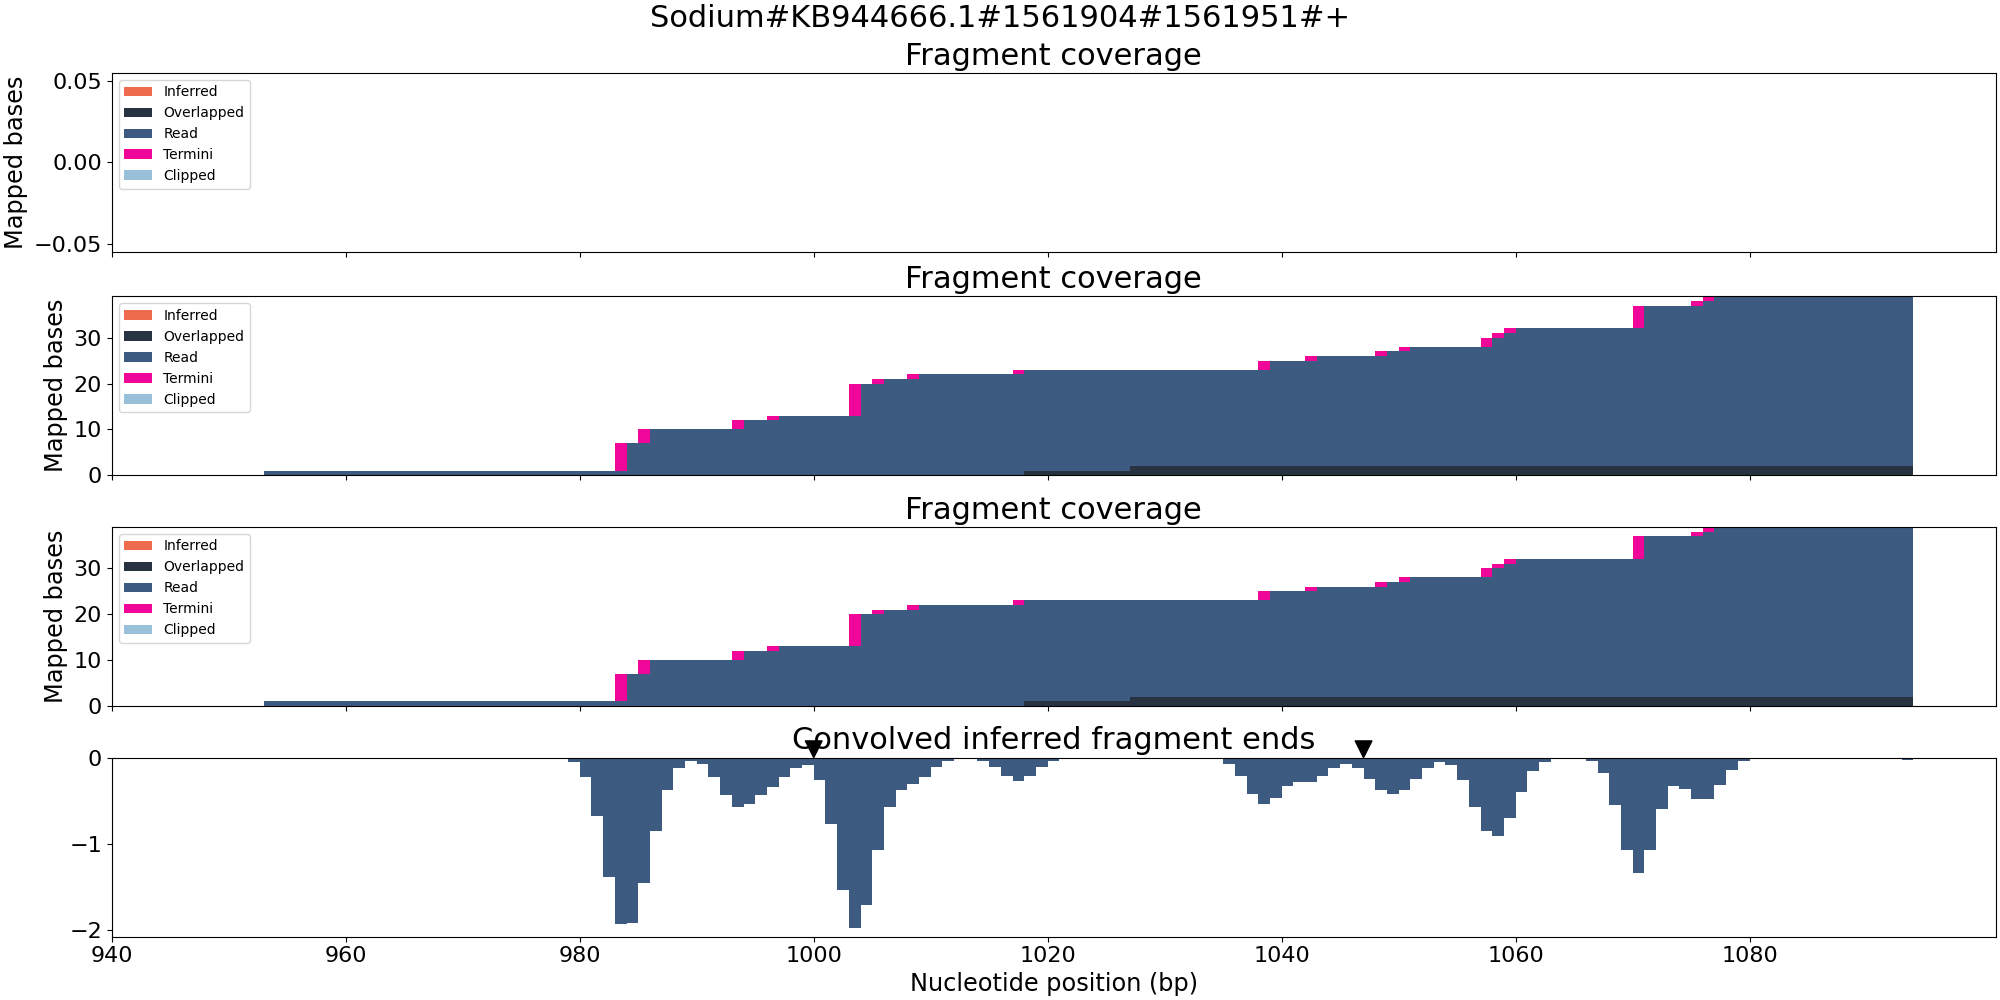 Sodium#KB944666.1#1561904#1561951#+
Fragment coverage
Mapped bases
0.05
0.00
−0.05
Inferred
Overlapped
Read
Termini
Clipped
Fragment coverage
Mapped bases
30
20
10
0
Inferred
Overlapped
Read
Termini
Clipped
Fragment coverage
Mapped bases
30
20
10
0
Inferred
Overlapped
Read
Termini
Clipped
Convolved inferred fragment ends
0
−1
−2
940 960 980 1000 1020 1040 1060 1080
Nucleotide position (bp)